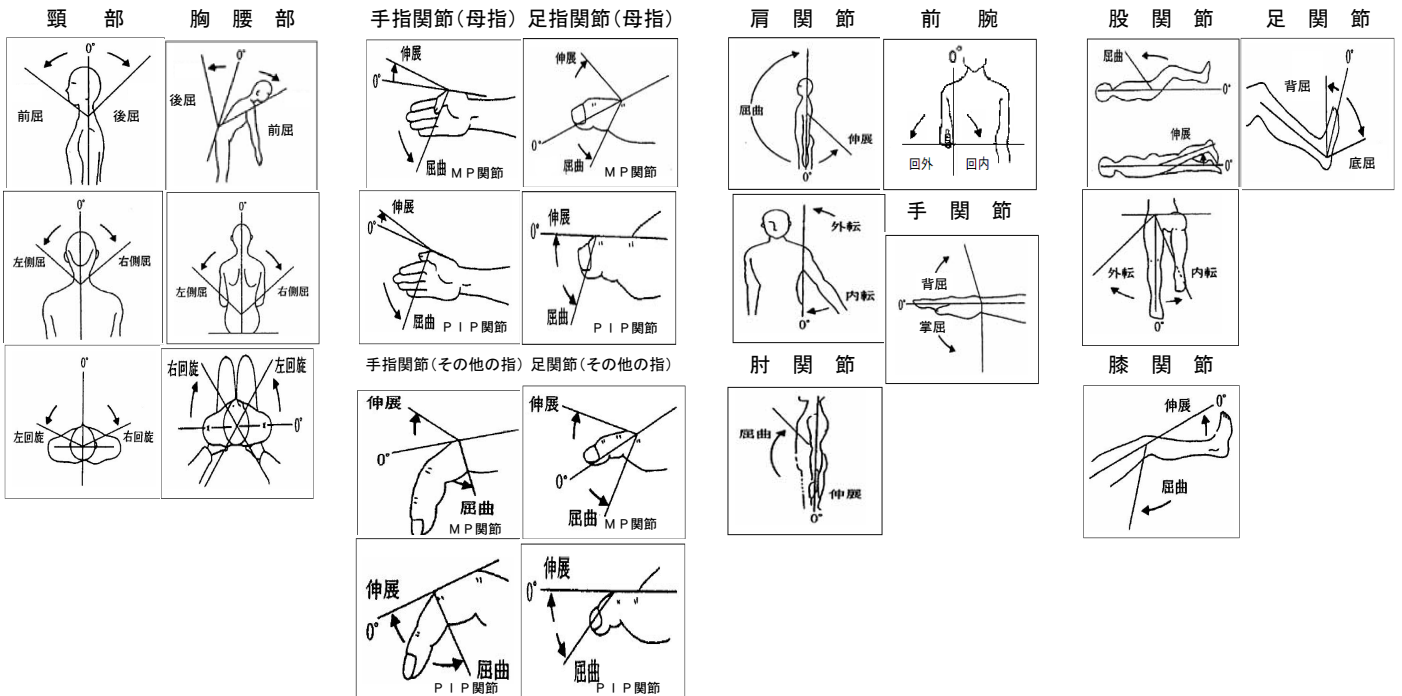 頸部
0°
前屈
後屈
0°
左側屈
右側屈
0°
左回旋
右回旋
胸腰部
0°
後屈
前屈
0°
左側屈
右側屈
右回旋
左回旋
0°
手指関節(母指)
伸展
0°
屈曲
MP関節
伸展
0°
屈曲
PIP関節
足指関節(母指)
伸展
0°
屈曲
MP関節
伸展
0°
屈曲
PIP関節
手指関節(その他の指)
伸展
0°
屈曲
MP関節
伸展
0°
屈曲
PIP関節
足関節(その他の指)
伸展
0°
屈曲
MP関節
伸展
0°
屈曲
PIP関節
肩関節
屈曲
伸展
0°
外転
内転
0°
肘関節
屈曲
伸展
0°
前腕
0°
回外
回内
手関節
背屈
0°
掌屈
股関節
屈曲
0°
伸展
0°
外転
内転
0°
膝関節
伸展
0°
屈曲
足関節
0°
背屈
底屈